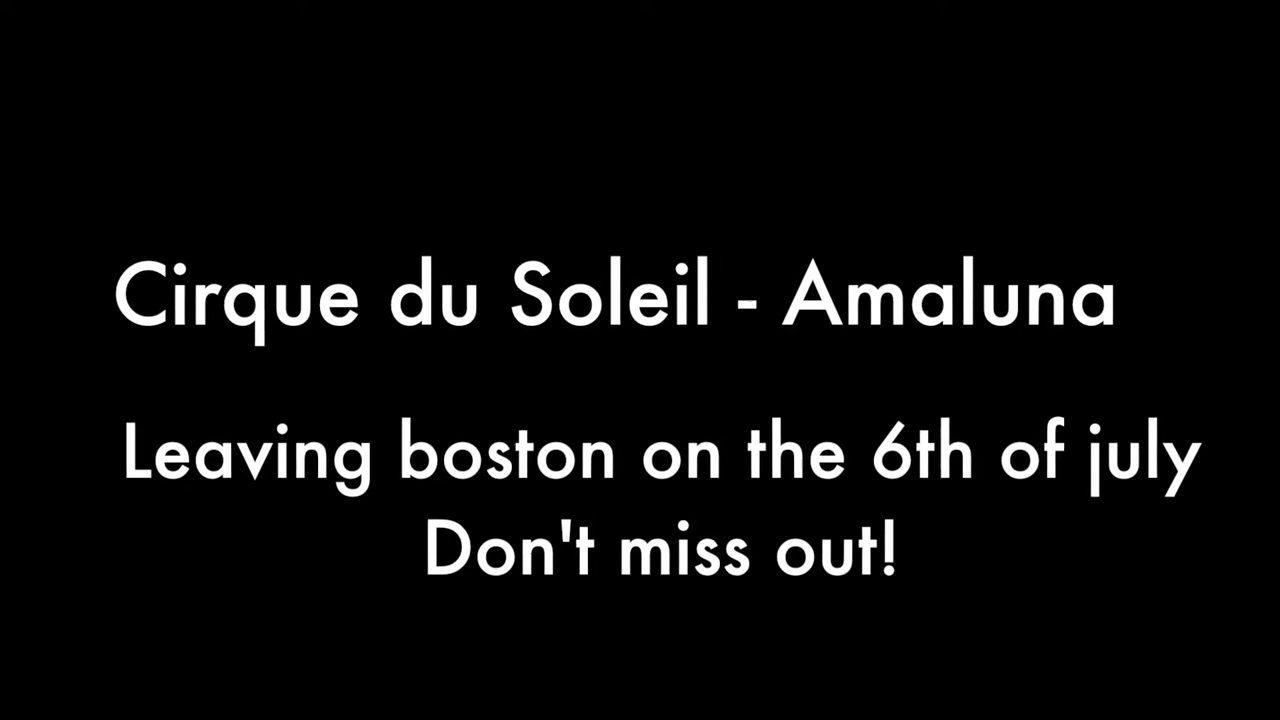 Cirque du Soleil - Amaluna
Leaving boston on the 6th of july
Don't miss out!